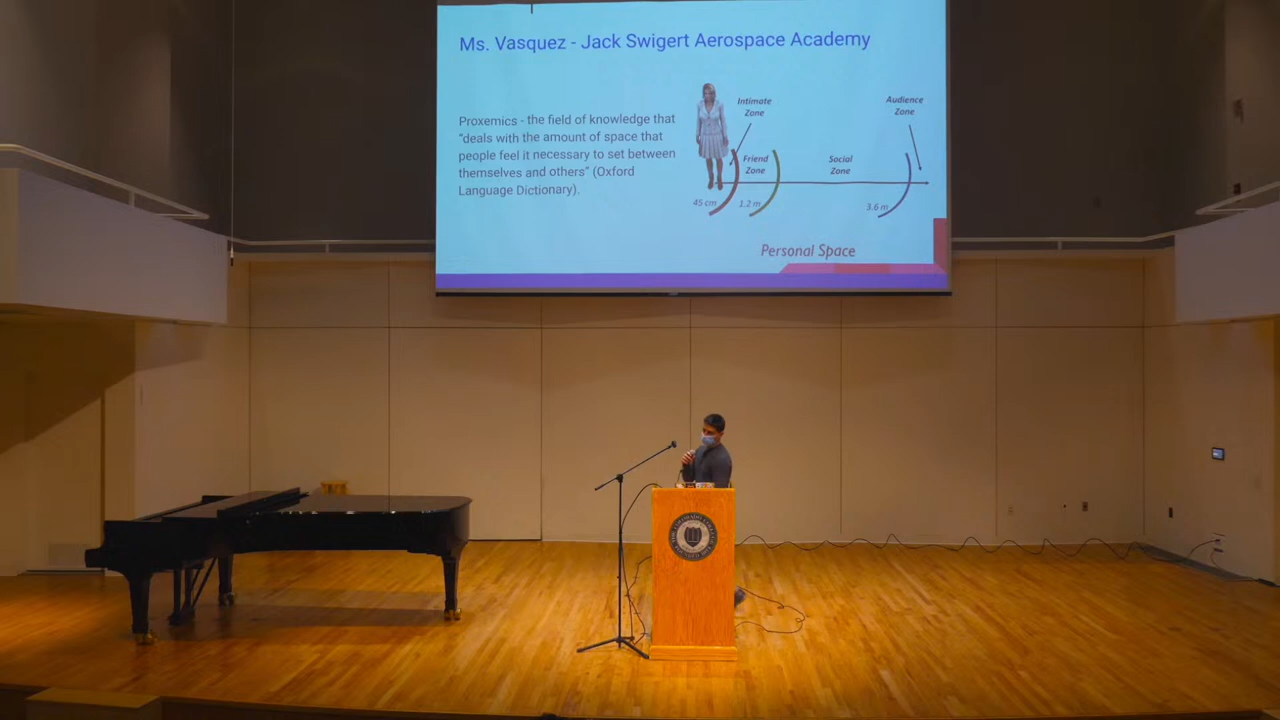 Ms. Vasquez - Jack Swigert Aerospace Academy
Proxemics - the field of knowledge that
"deals with the amount of space that
people feel it necessary to set between
themselves and others" (Oxford
Language Dictionary).
Intimate
Zone
Audience
Zone
Friend
Zone
Social
Zone
45 cm
1.2 m
3.6 m
Personal Space